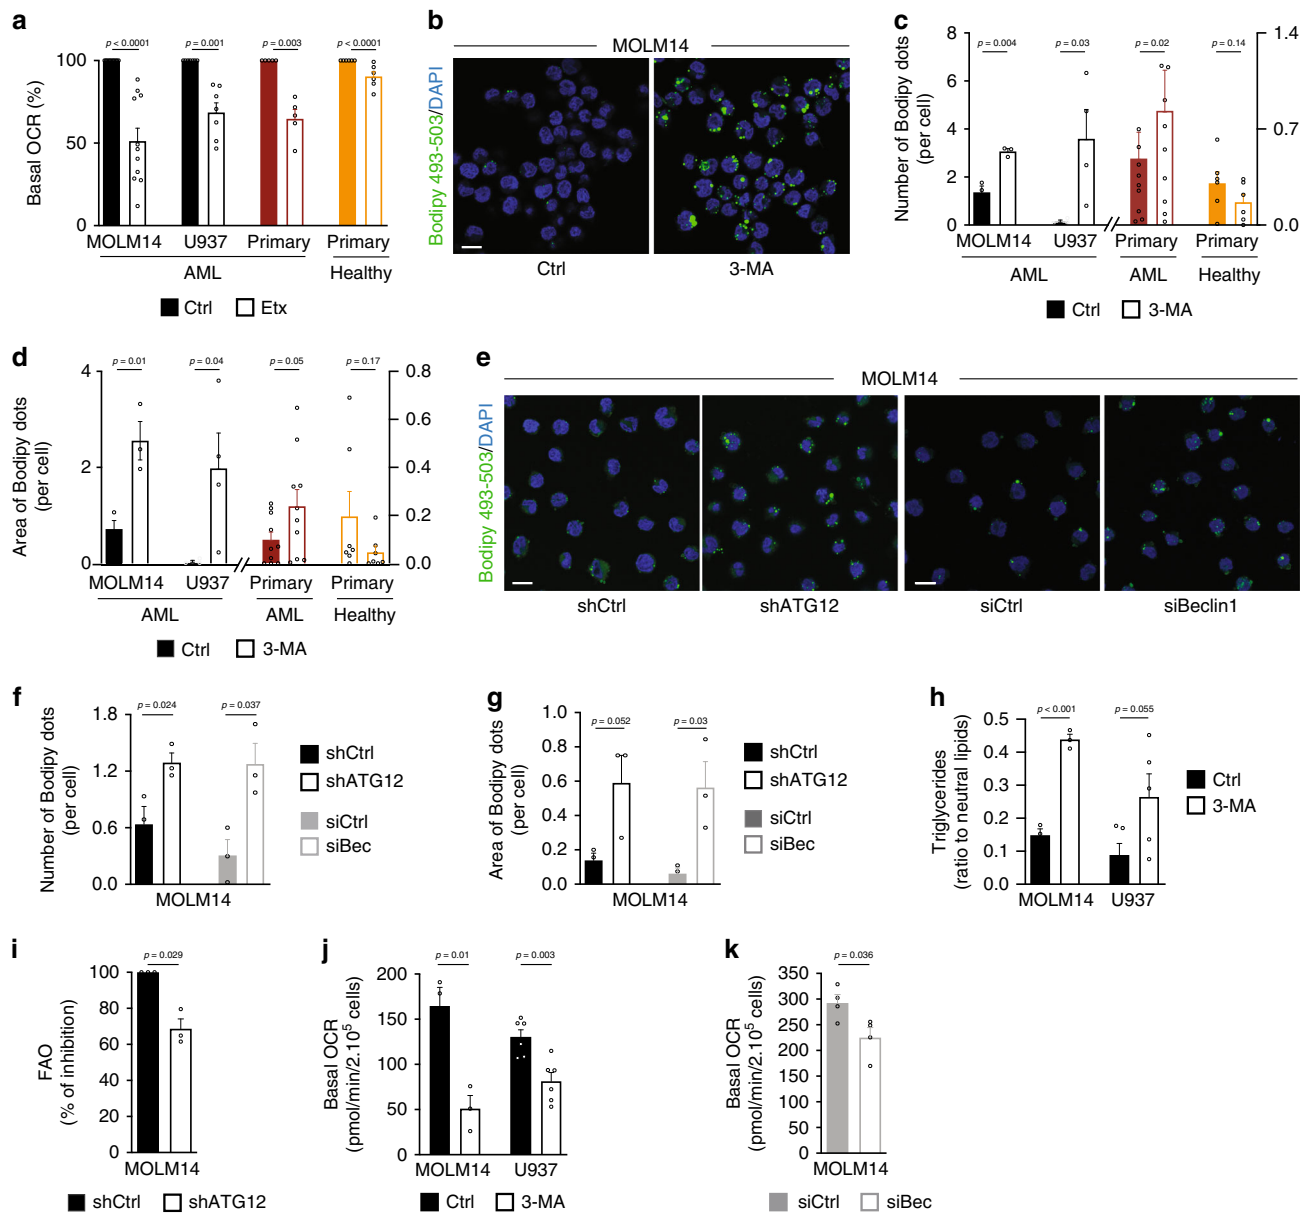 a
p < 0.0001
p = 0.001
p = 0.003
p < 0.0001
Basal OCR (%)
100
50
0
MOLM14
U937
Primary
Primary
AML
Healthy
Ctrl
Etx
b
MOLM14
Bodipy 493-503/DAPI
Ctrl
3-MA
c
p = 0.004
p = 0.03
p = 0.02
p = 0.14
Number of Bodipy dots
(per cell)
8
6
4
2
0
1.4
0.7
0.0
MOLM14
U937
Primary
Primary
AML
AML
Healthy
Ctrl
3-MA
d
p = 0.01
p = 0.04
p = 0.05
p = 0.17
Area of Bodipy dots
(per cell)
4
2
0
0.8
0.6
0.4
0.2
0.0
MOLM14
U937
Primary
Primary
AML
AML
Healthy
Ctrl
3-MA
e
MOLM14
Bodipy 493-503/DAPI
shCtrl
shATG12
siCtrl
siBeclin1
f
p = 0.024
p = 0.037
Number of Bodipy dots
(per cell)
1.8
1.2
0.6
0.0
MOLM14
shCtrl
shATG12
siCtrl
siBec
g
p = 0.052
p = 0.03
Area of Bodipy dots
(per cell)
1.0
0.8
0.6
0.4
0.2
0.0
MOLM14
shCtrl
shATG12
siCtrl
siBec
h
p < 0.001
p = 0.055
Triglycerides
(ratio to neutral lipids)
0.5
0.4
0.3
0.2
0.1
0.0
MOLM14
U937
Ctrl
3-MA
i
p = 0.029
FAO
(% of inhibition)
100
80
60
40
20
0
MOLM14
shCtrl
shATG12
j
p = 0.01
p = 0.003
Basal OCR
(pmol/min/2.10⁵ cells)
200
150
100
50
0
MOLM14
U937
Ctrl
3-MA
k
p = 0.036
Basal OCR
(pmol/min/2.10⁵ cells)
350
300
250
200
150
100
50
0
MOLM14
siCtrl
siBec